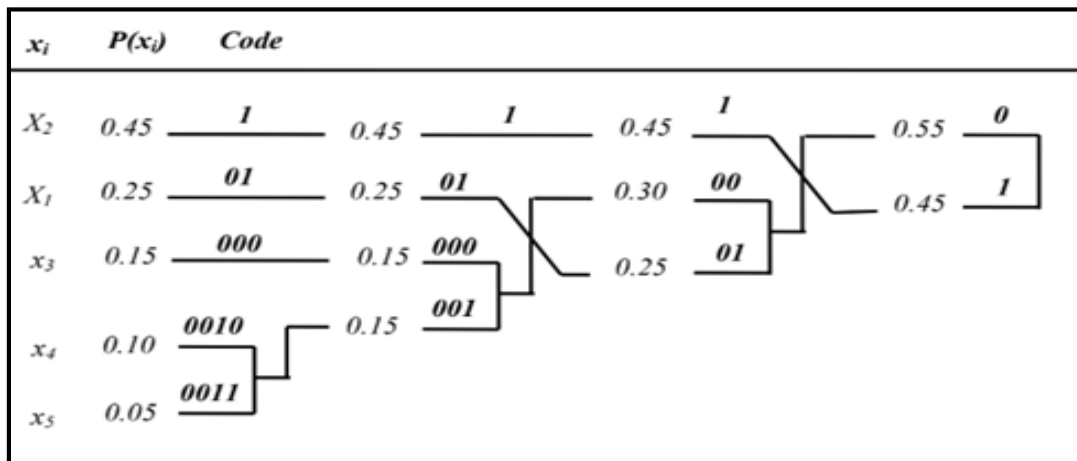 xᵢ P(xᵢ) Code
X₂ 0.45 1 0.45 1 0.45 1 0.55 0
X₁ 0.25 01 0.25 01 0.30 00 0.45 1
x₃ 0.15 000 0.15 000 0.25 01
x₄ 0.10 0010 0.15 001
x₅ 0.05 0011